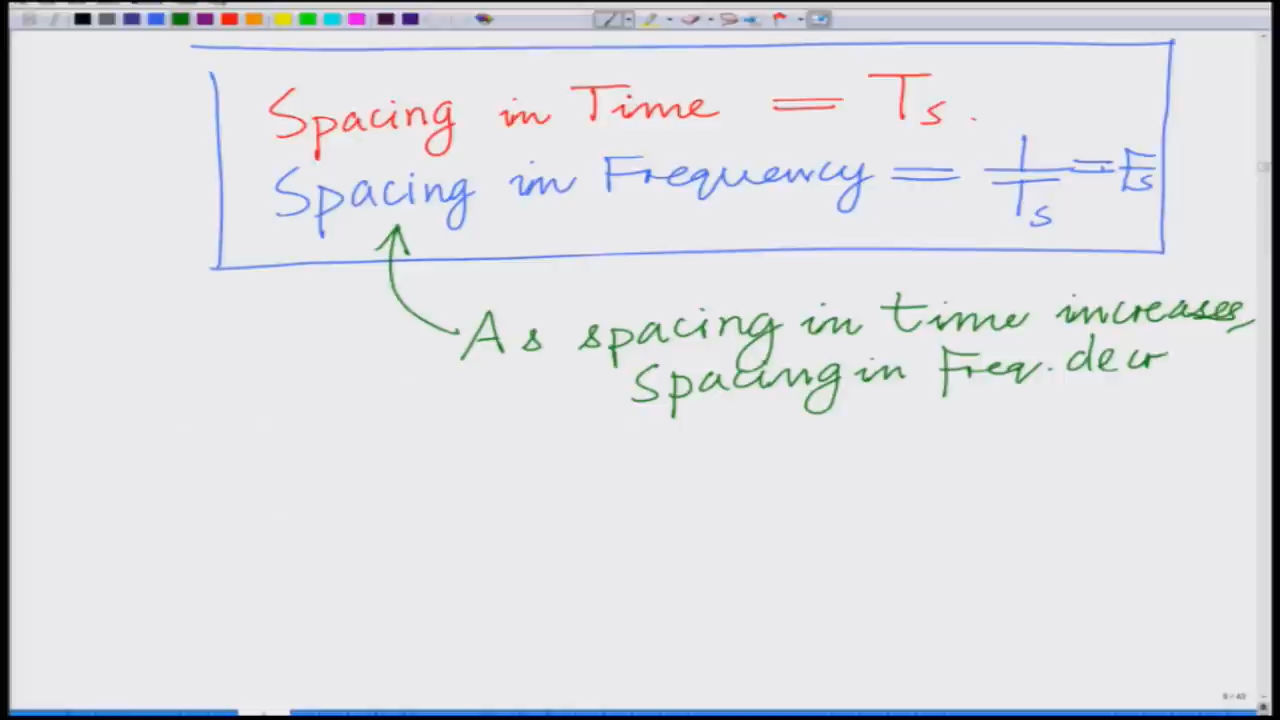 Spacing in Time = Ts.
Spacing in Frequency = 1/Ts = Fs
As spacing in time increases,
Spacing in Freq. decr